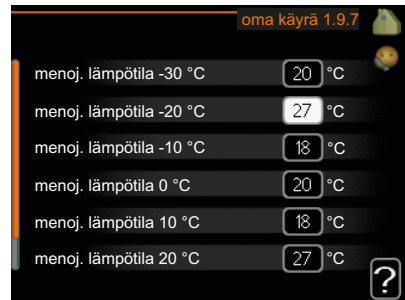 oma käyrä 1.9.7
menoj. lämpötila -30 °C 20 °C
menoj. lämpötila -20 °C 27 °C
menoj. lämpötila -10 °C 18 °C
menoj. lämpötila 0 °C 20 °C
menoj. lämpötila 10 °C 18 °C
menoj. lämpötila 20 °C 27 °C
?